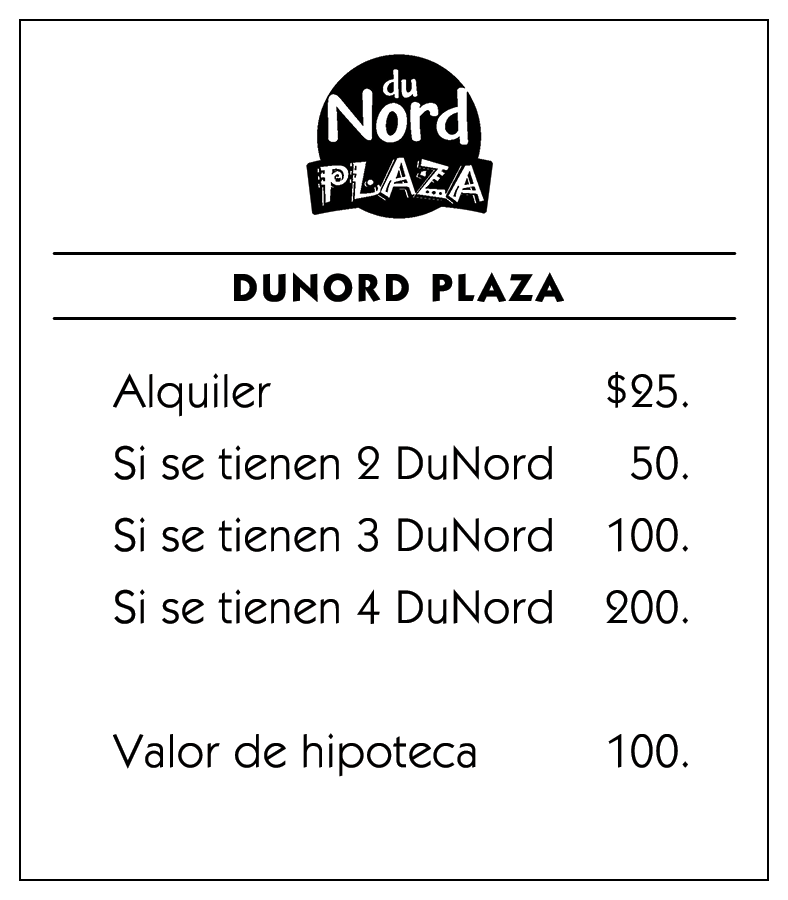 du
Nord
PLAZA
DUNORD PLAZA
Alquiler $25.
Si se tienen 2 DuNord 50.
Si se tienen 3 DuNord 100.
Si se tienen 4 DuNord 200.
Valor de hipoteca 100.